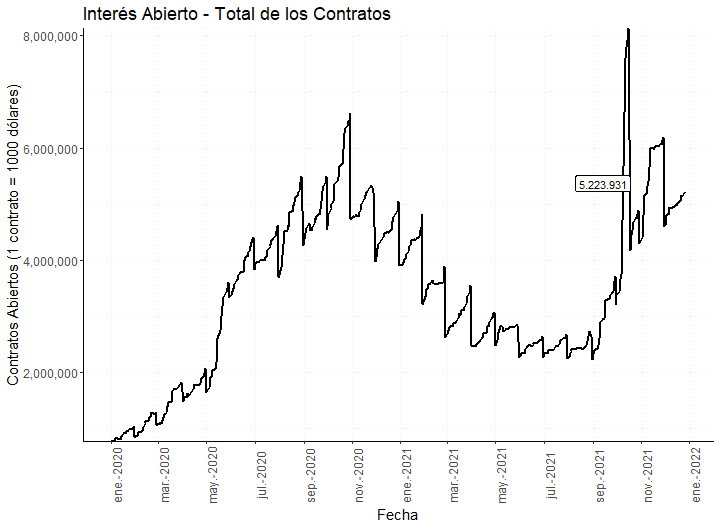 Interés Abierto - Total de los Contratos
Contratos Abiertos (1 contrato = 1000 dólares)
8,000,000
6,000,000
4,000,000
2,000,000
5.223.931
ene.-2020
mar.-2020
may.-2020
jul.-2020
sep.-2020
nov.-2020
ene.-2021
mar.-2021
may.-2021
jul.-2021
sep.-2021
nov.-2021
ene.-2022
Fecha